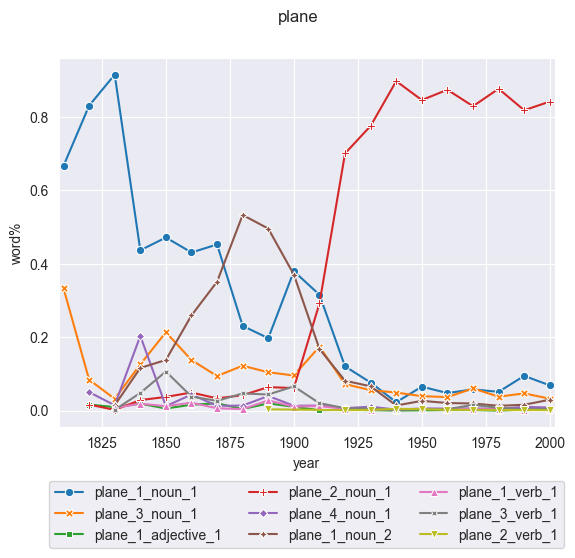 plane
0.8
0.6
0.4
0.2
0.0
word%
1825 1850 1875 1900 1925 1950 1975 2000
year
plane_1_noun_1 plane_2_noun_1 plane_1_verb_1
plane_3_noun_1 plane_4_noun_1 plane_3_verb_1
plane_1_adjective_1 plane_1_noun_2 plane_2_verb_1